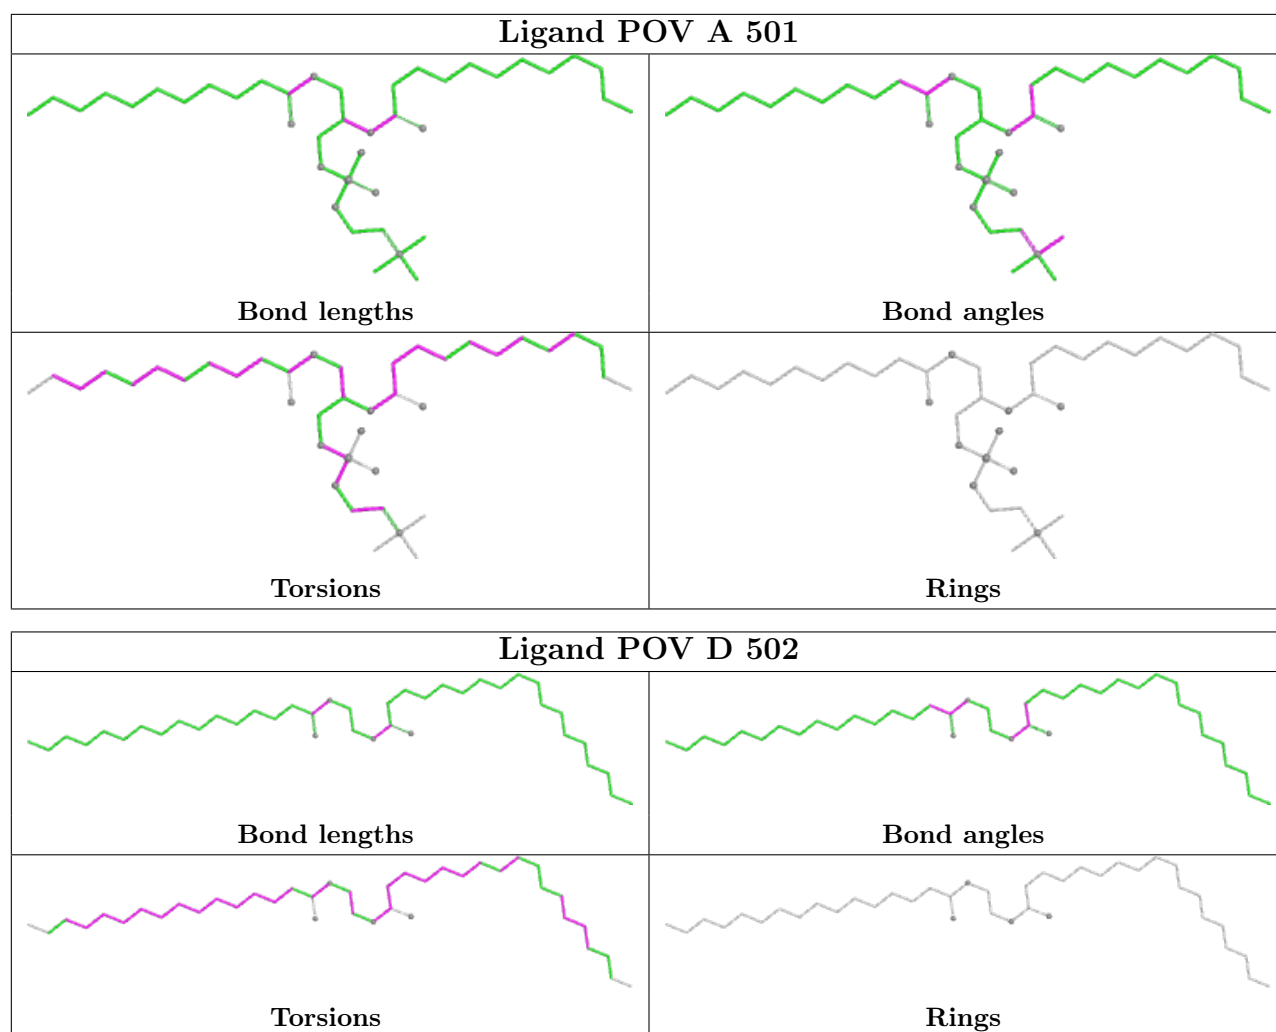 Ligand POV A 501
Bond lengths
Bond angles
Torsions
Rings
Ligand POV D 502
Bond lengths
Bond angles
Torsions
Rings